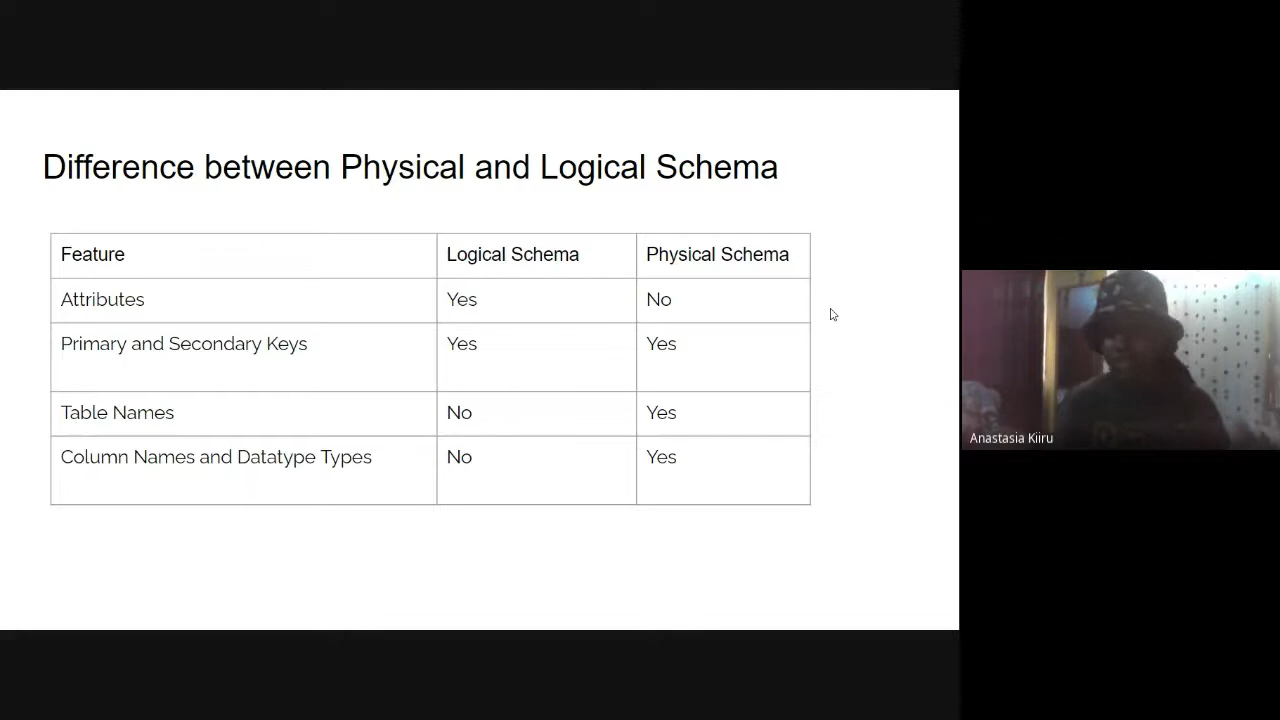 Difference between Physical and Logical Schema
Feature Logical Schema Physical Schema
Attributes Yes No
Primary and Secondary Keys Yes Yes
Table Names No Yes
Column Names and Datatype Types No Yes
Anastasia Kiiru